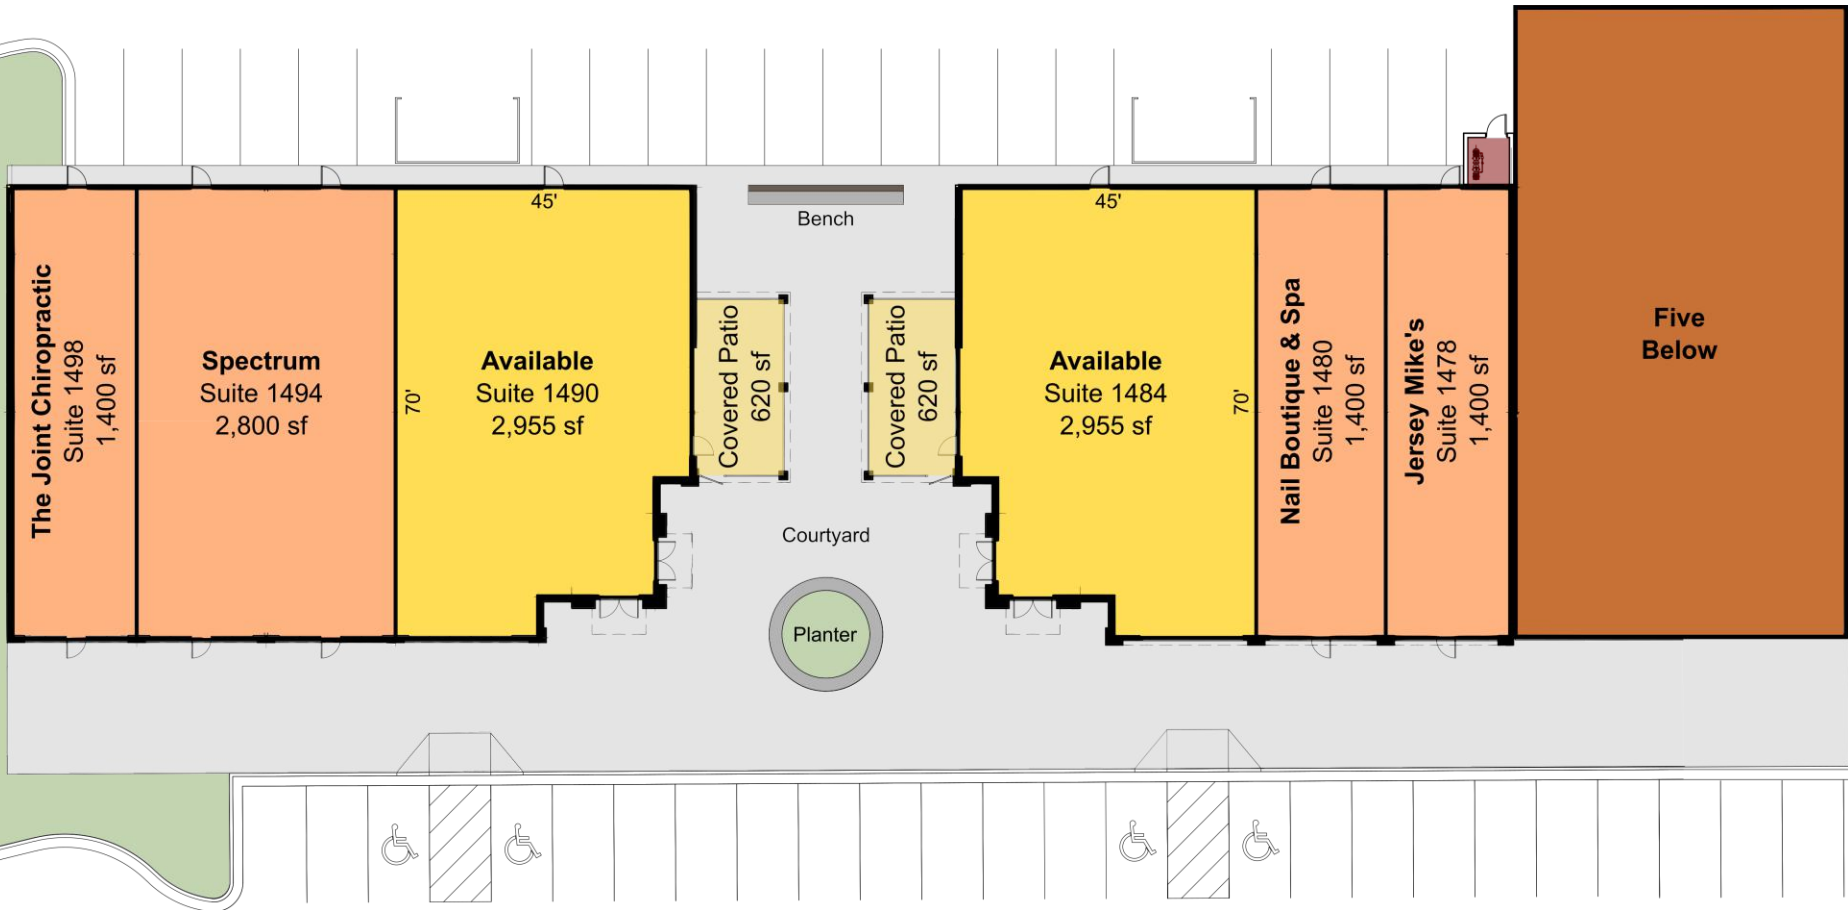 The Joint Chiropractic
Suite 1498
1,400 sf
Spectrum
Suite 1494
2,800 sf
45'
70'
Available
Suite 1490
2,955 sf
Covered Patio
620 sf
Bench
Courtyard
Planter
Covered Patio
620 sf
45'
Available
Suite 1484
2,955 sf
70'
Nail Boutique & Spa
Suite 1480
1,400 sf
Jersey Mike's
Suite 1478
1,400 sf
Five
Below